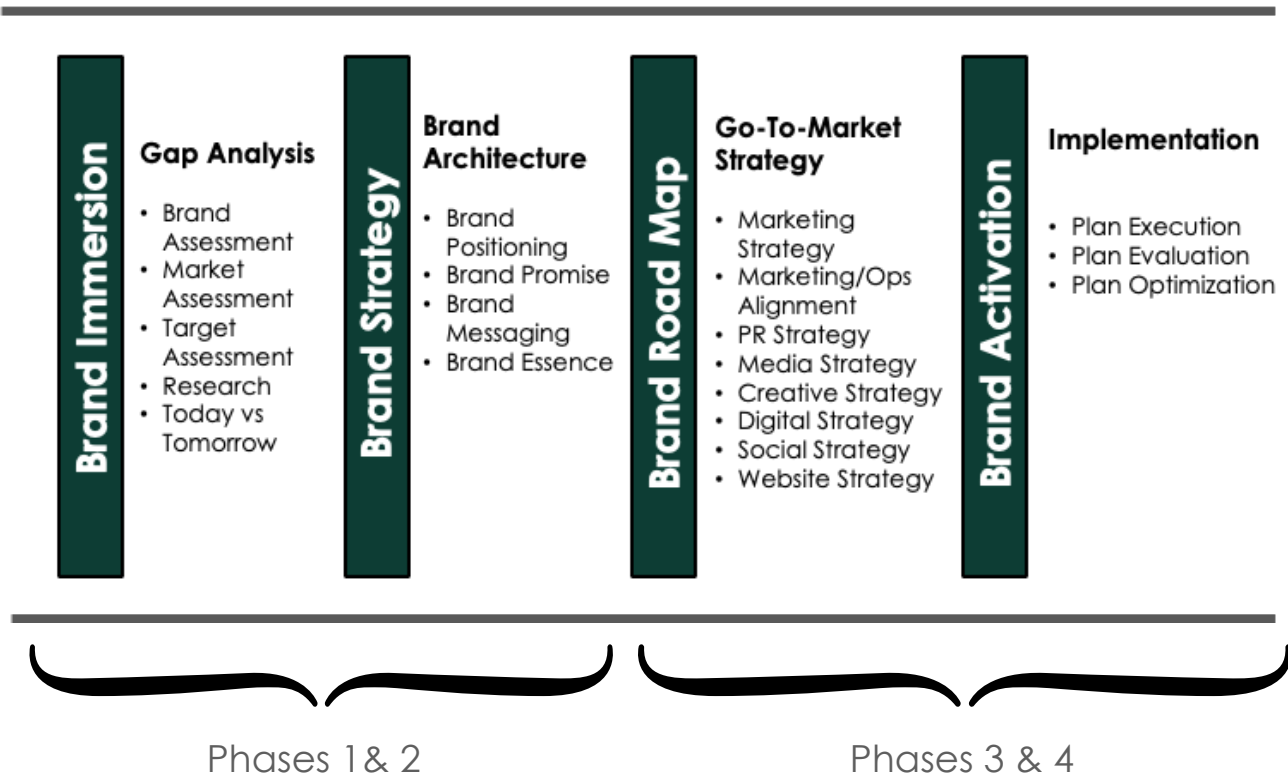 Brand Immersion
Gap Analysis
• Brand
Assessment
• Market
Assessment
• Target
Assessment
• Research
• Today vs
Tomorrow
Brand Strategy
Brand
Architecture
• Brand
Positioning
• Brand Promise
• Brand
Messaging
• Brand Essence
Brand Road Map
Go-To-Market
Strategy
• Marketing
Strategy
• Marketing/Ops
Alignment
• PR Strategy
• Media Strategy
• Creative Strategy
• Digital Strategy
• Social Strategy
• Website Strategy
Brand Activation
Implementation
• Plan Execution
• Plan Evaluation
• Plan Optimization
Phases 1& 2
Phases 3 & 4